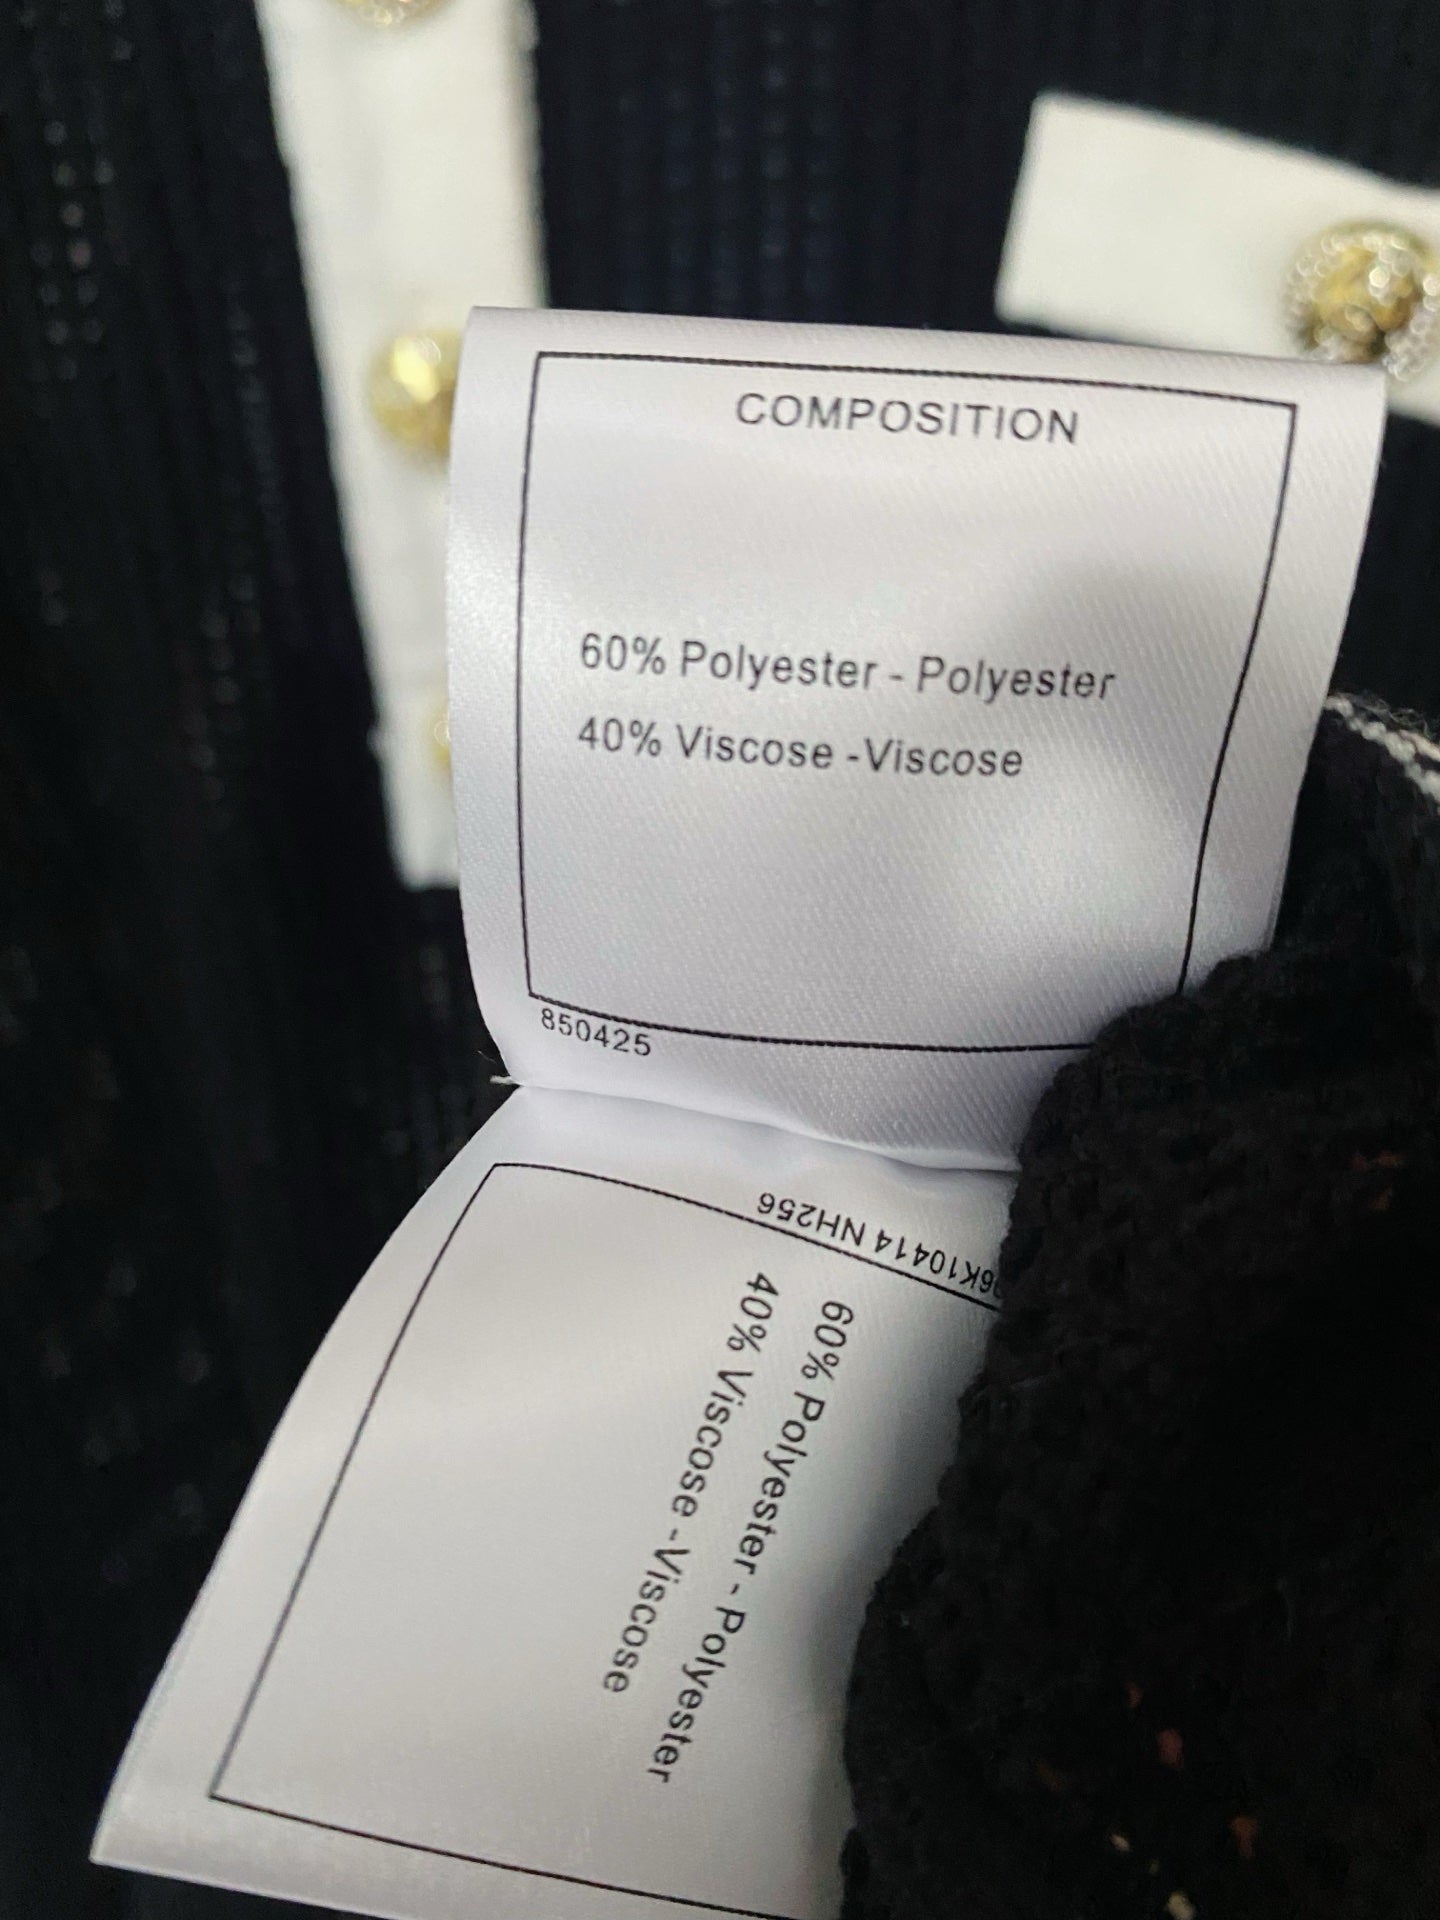 COMPOSITION
60% Polyester - Polyester
40% Viscose -Viscose
850425
6K10414 NH256
60% Polyester - Polyester
40% Viscose -Viscose